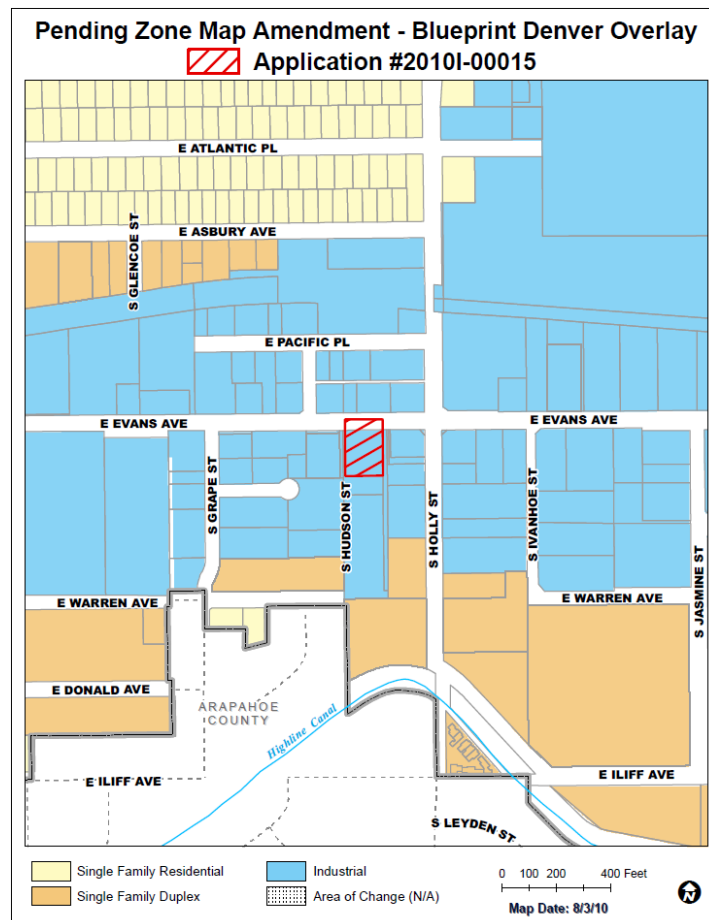 Pending Zone Map Amendment - Blueprint Denver Overlay
Application #2010I-00015
E ATLANTIC PL
E ASBURY AVE
S GLENCOE ST
E PACIFIC PL
E EVANS AVE
E EVANS AVE
S GRAPE ST
S HUDSON ST
S HOLLY ST
S IVANHOE ST
S JASMINE ST
E WARREN AVE
E WARREN AVE
E DONALD AVE
ARAPAHOE
COUNTY
Highline Canal
E ILIFF AVE
E ILIFF AVE
S LEYDEN ST
Single Family Residential
Industrial
Single Family Duplex
Area of Change (N/A)
0 100 200 400 Feet
Map Date: 8/3/10
N